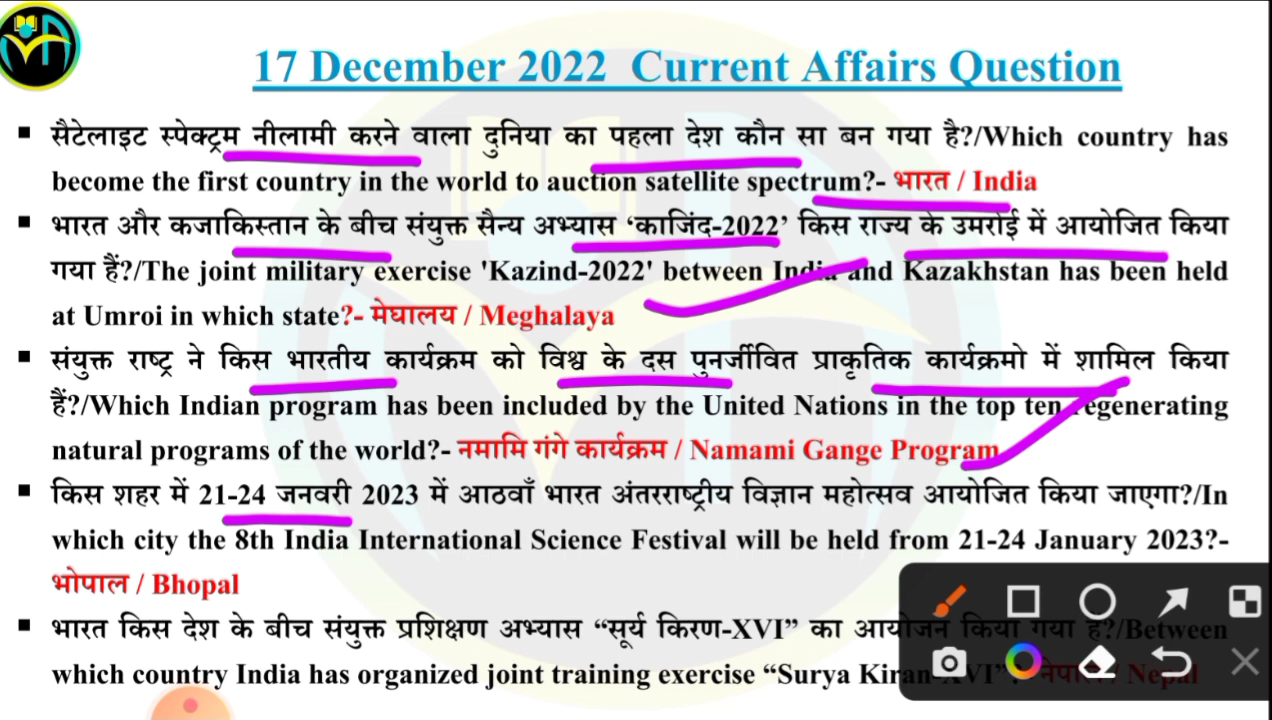 17 December 2022 Current Affairs Question
▪ सैटेलाइट स्पेक्ट्रम नीलामी करने वाला दुनिया का पहला देश कौन सा बन गया है?/Which country has
become the first country in the world to auction satellite spectrum?- भारत / India
▪ भारत और कजाकिस्तान के बीच संयुक्त सैन्य अभ्यास ‘काजिंद-2022’ किस राज्य के उमरोई में आयोजित किया
गया हैं?/The joint military exercise 'Kazind-2022' between India and Kazakhstan has been held
at Umroi in which state?- मेघालय / Meghalaya
▪ संयुक्त राष्ट्र ने किस भारतीय कार्यक्रम को विश्व के दस पुनर्जीवित प्राकृतिक कार्यक्रमो में शामिल किया
हैं?/Which Indian program has been included by the United Nations in the top ten regenerating
natural programs of the world?- नमामि गंगे कार्यक्रम / Namami Gange Program
▪ किस शहर में 21-24 जनवरी 2023 में आठवाँ भारत अंतरराष्ट्रीय विज्ञान महोत्सव आयोजित किया जाएगा?/In
which city the 8th India International Science Festival will be held from 21-24 January 2023?-
भोपाल / Bhopal
▪ भारत किस देश के बीच संयुक्त प्रशिक्षण अभ्यास “सूर्य किरण-XVI” का आयोजन किया गया है?/Between
which country India has organized joint training exercise “Surya Kiran-XVI”? नेपाल / Nepal